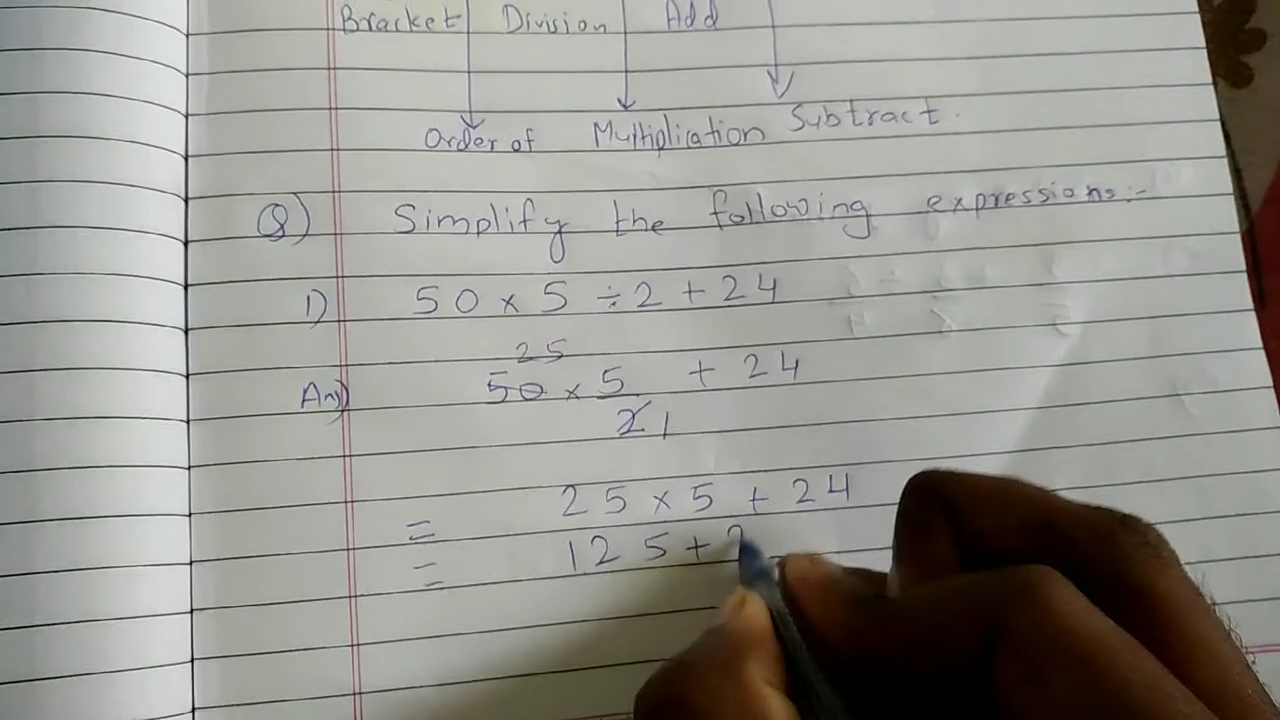 Bracket Division Add
Order of Multiplication Subtract.
Q) Simplify the following expressions:-
1) 50 × 5 ÷ 2 + 24
25
Ans) 50 × 5 + 24
2 1
= 25 × 5 + 24
= 125 + 2